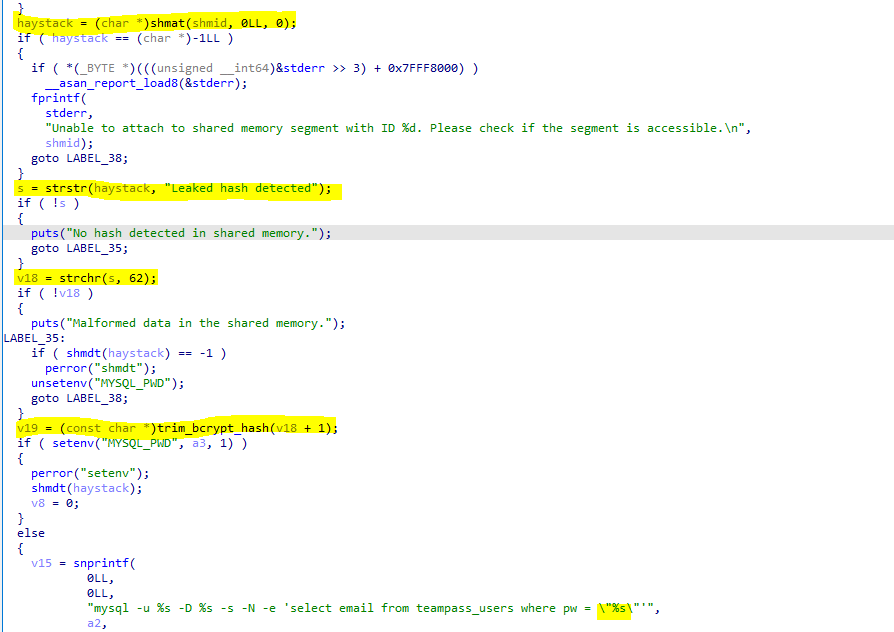 }
haystack = (char *)shmat(shmid, 0LL, 0);
if ( haystack == (char *)-1LL )
{
if ( *(_BYTE *)(((unsigned __int64)&stderr >> 3) + 0x7FFF8000) )
__asan_report_load8(&stderr);
fprintf(
stderr,
"Unable to attach to shared memory segment with ID %d. Please check if the segment is accessible.\n",
shmid);
goto LABEL_38;
}
s = strstr(haystack, "Leaked hash detected");
if ( !s )
{
puts("No hash detected in shared memory.");
goto LABEL_35;
}
v18 = strchr(s, 62);
if ( !v18 )
{
puts("Malformed data in the shared memory.");
LABEL_35:
if ( shmdt(haystack) == -1 )
perror("shmdt");
unsetenv("MYSQL_PWD");
goto LABEL_38;
}
v19 = (const char *)trim_bcrypt_hash(v18 + 1);
if ( setenv("MYSQL_PWD", a3, 1) )
{
perror("setenv");
shmdt(haystack);
v8 = 0;
}
else
{
v15 = snprintf(
0LL,
0LL,
"mysql -u %s -D %s -s -N -e 'select email from teampass_users where pw = \"%s\"'",
a2,